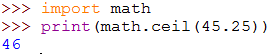 >>> import math
>>> print(math.ceil(45.25))
46